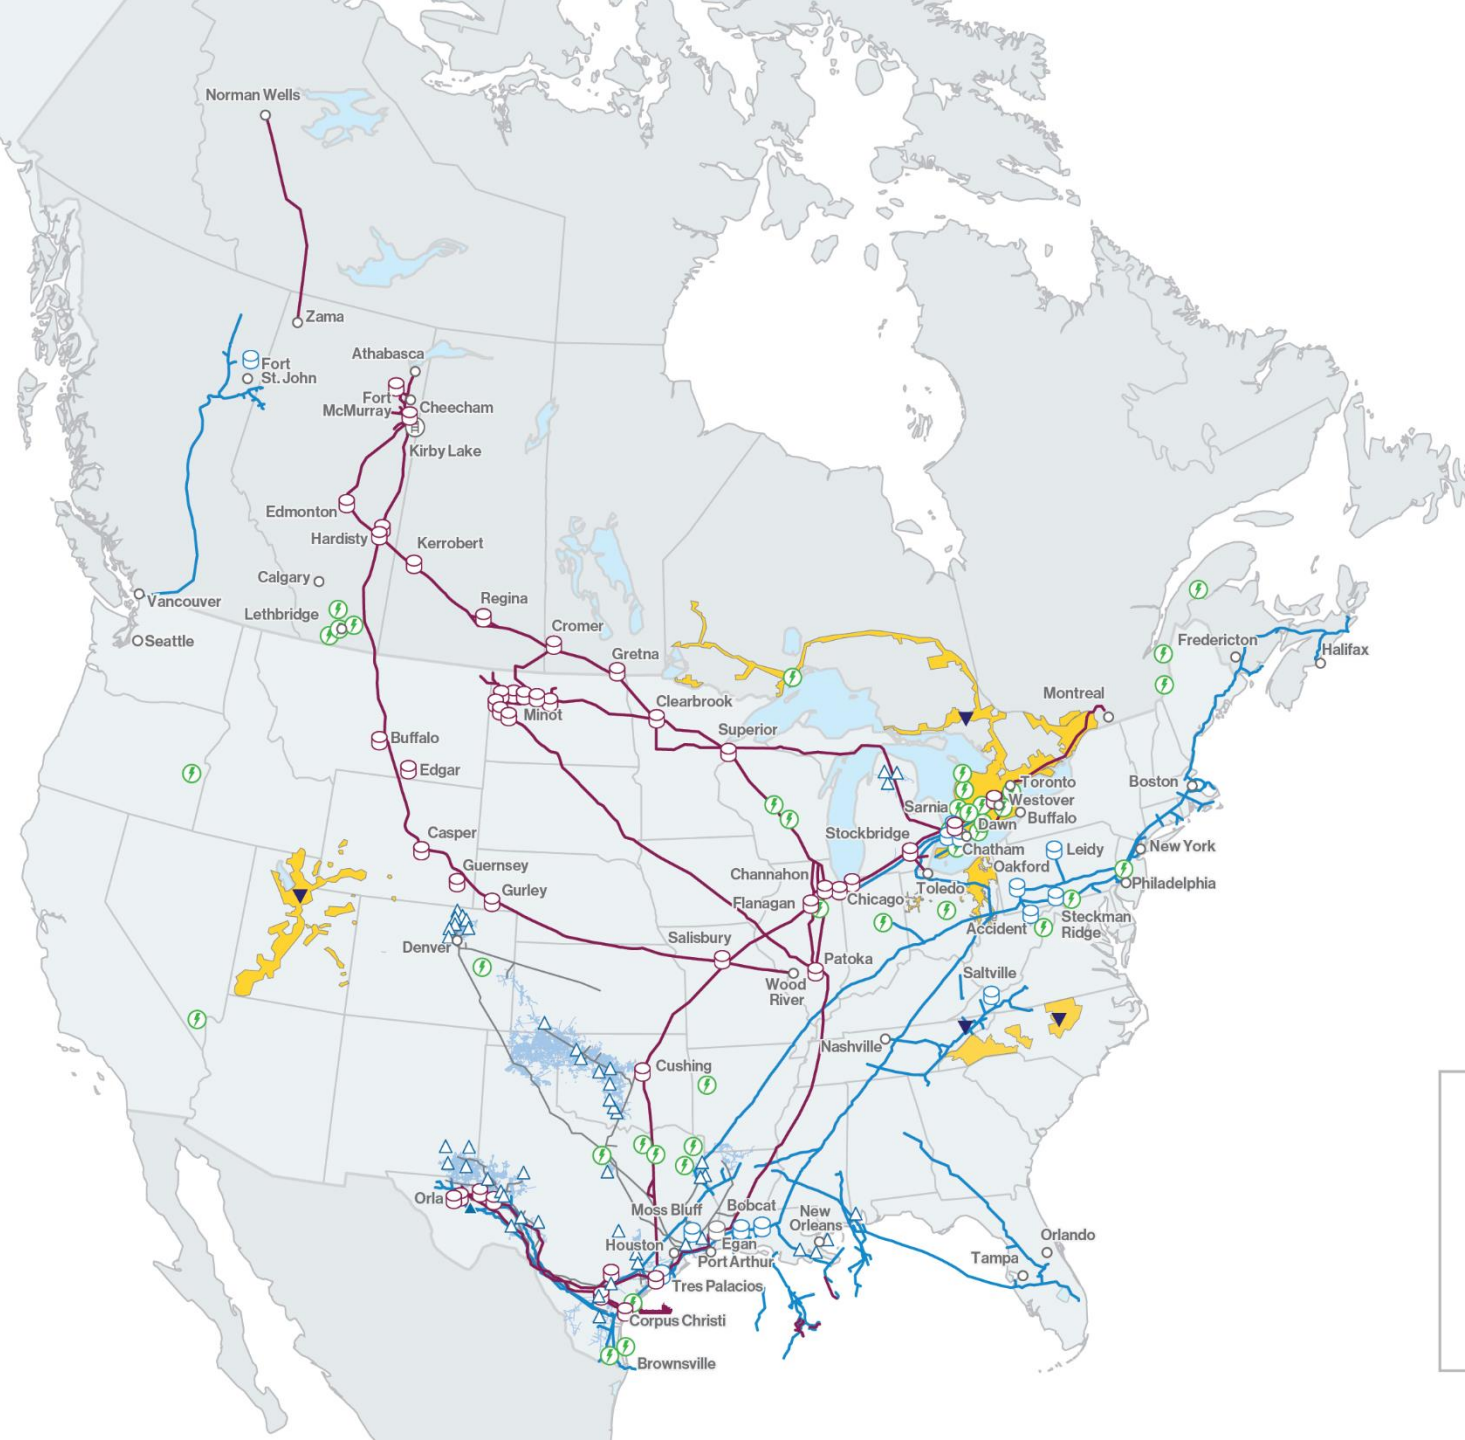 Norman Wells
Zama
Athabasca
Fort
St. John
Fort
McMurray
Cheecham
Kirby Lake
Edmonton
Hardisty
Kerrobert
Calgary
Vancouver
Lethbridge
Regina
Seattle
Cromer
Gretna
Fredericton
Halifax
Clearbrook
Montreal
Minot
Superior
Buffalo
Edgar
Toronto
Boston
Westover
Sarnia
Buffalo
Dawn
Casper
Stockbridge
Chatham
Leidy
New York
Guernsey
Oakford
Channahon
Toledo
Philadelphia
Gurley
Flanagan
Chicago
Steckman
Ridge
Accident
Salisbury
Denver
Patoka
Saltville
Wood
River
Nashville
Cushing
Orla
Moss Bluff
Bobcat
New
Orleans
Orlando
Houston
Egan
Port Arthur
Tampa
Tres Palacios
Corpus Christi
Brownsville